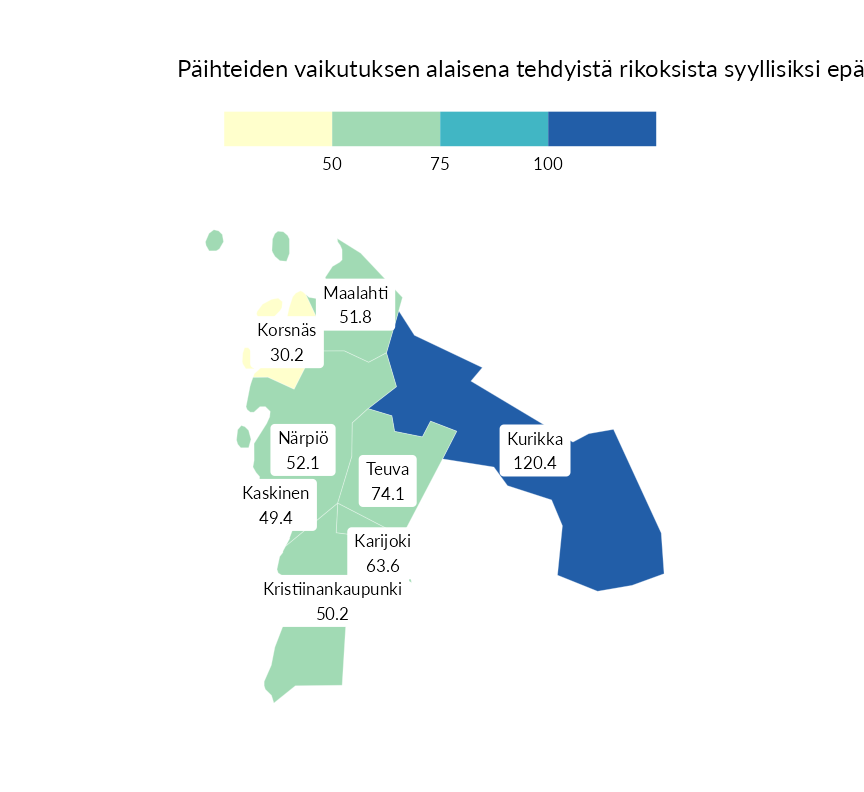 Päihteiden vaikutuksen alaisena tehdyistä rikoksista syyllisiksi epä
50
75
100
Maalahti
51.8
Korsnäs
30.2
Närpiö
52.1
Kurikka
120.4
Teuva
74.1
Kaskinen
49.4
Karijoki
63.6
Kristiinankaupunki
50.2